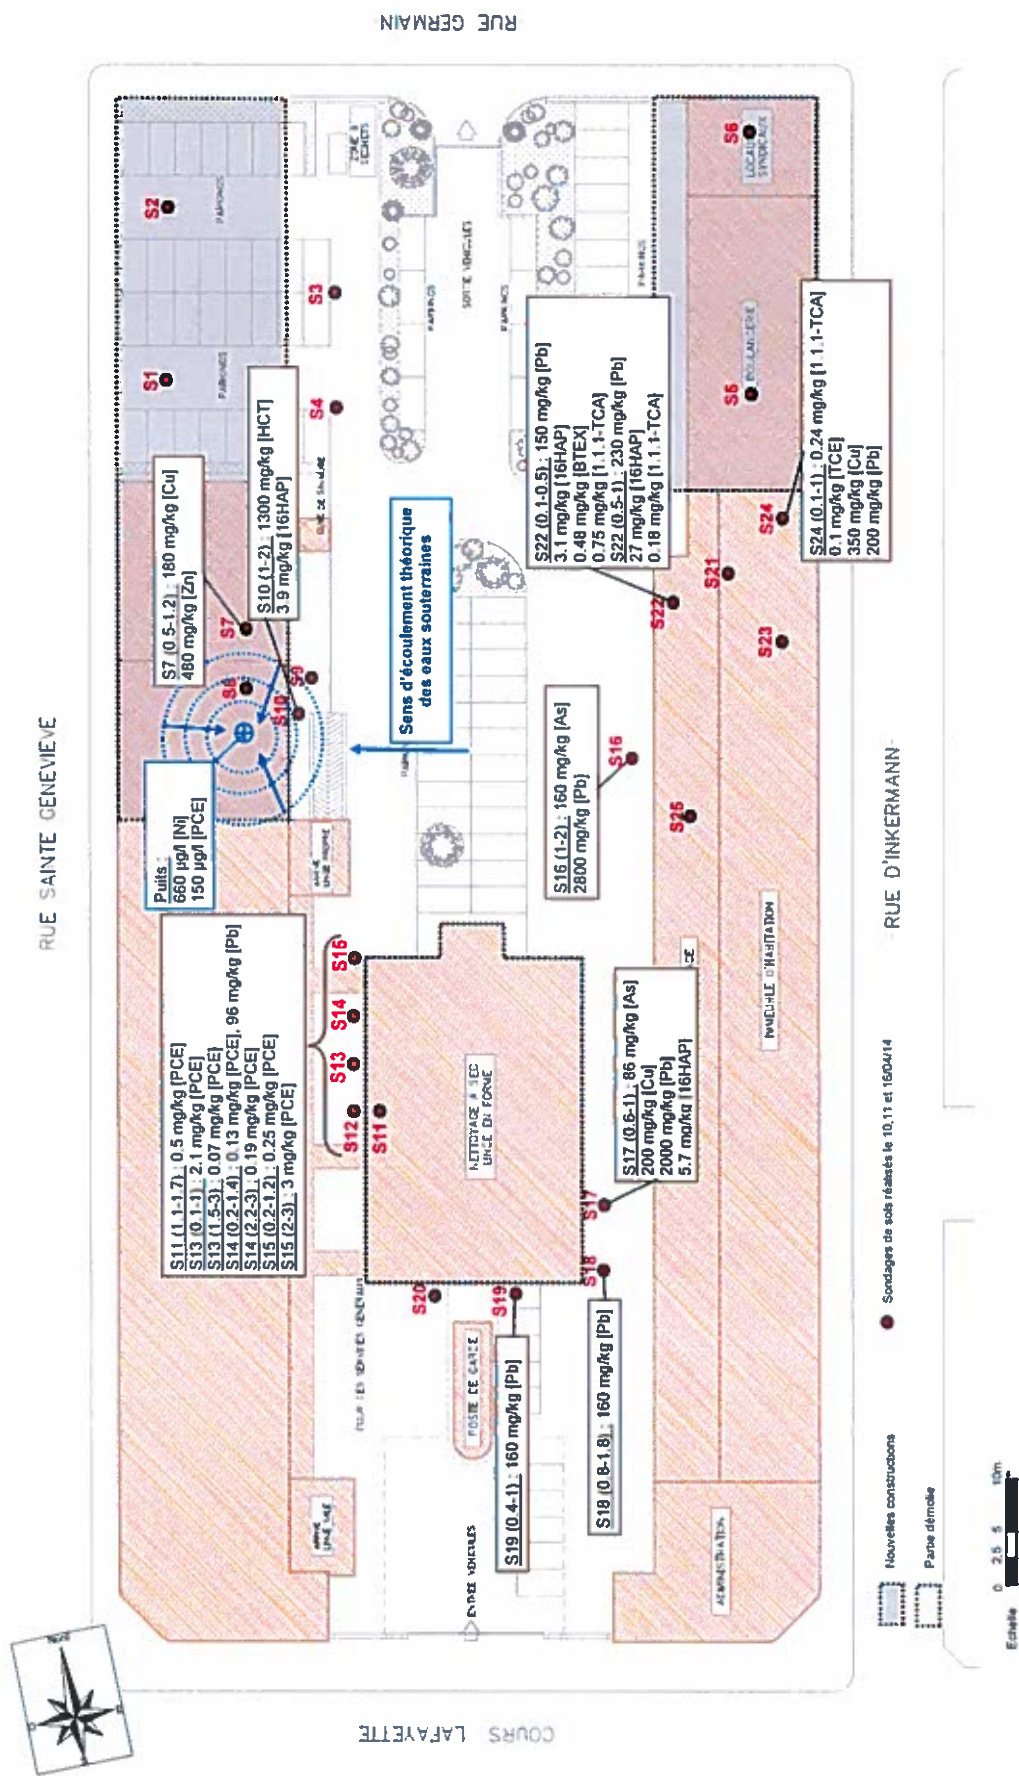 RUE GERMAIN
RUE SAINTE GENEVIEVE
COURS LAFAYETTE
RUE D'INKERMANN
S2
PARKINGS
S1
PARKINGS
S3
S4
ZONE A
DECHETS
PARKINGS
SORTIE VEHICULES
PARKINGS
PARKINGS
S6
LOCAUX
SYNDICAUX
S5
BOULANGERIE
S7 (0.5-1.2) : 180 mg/kg [Cu]
480 mg/kg [Zn]
S10 (1-2) : 1300 mg/kg [HCT]
3.9 mg/kg [16HAP]
S7
S8
S9
S10
Puits :
660 µg/l [Ni]
150 µg/l [PCE]
Sens d'écoulement théorique
des eaux souterraines
S22 (0.1-0.5) : 150 mg/kg [Pb]
3.1 mg/kg [16HAP]
0.48 mg/kg [BTEX]
0.75 mg/kg [1.1.1-TCA]
S22 (0.5-1) : 230 mg/kg [Pb]
27 mg/kg [16HAP]
0.18 mg/kg [1.1.1-TCA]
S24 (0.1-1) : 0.24 mg/kg [1.1.1-TCA]
0.1 mg/kg [TCE]
350 mg/kg [Cu]
200 mg/kg [Pb]
S24
S21
S22
S23
S16
S25
S16 (1-2) : 160 mg/kg [As]
2800 mg/kg [Pb]
S11 (1.1-1.7) : 0.5 mg/kg [PCE]
S13 (0.1-1) : 2.1 mg/kg [PCE]
S13 (1.5-3) : 0.07 mg/kg [PCE]
S14 (0.2-1.4) : 0.13 mg/kg [PCE], 96 mg/kg [Pb]
S14 (2.2-3) : 0.19 mg/kg [PCE]
S15 (0.2-1.2) : 0.25 mg/kg [PCE]
S15 (2-3) : 3 mg/kg [PCE]
S15
S14
S13
S12
S11
NETTOYAGE A SEC
LINGE EN FORME
S17 (0.6-1) : 86 mg/kg [As]
200 mg/kg [Cu]
2000 mg/kg [Pb]
5.7 mg/kg [16HAP]
IMMEUBLE D'HABITATION
S17
S18
S19
S20
POSTE DE GARDE
S19 (0.4-1) : 160 mg/kg [Pb]
S18 (0.8-1.8) : 160 mg/kg [Pb]
LINGE SALE
ENTRÉE VEHICULES
ADMINISTRATION
Nord
Sondages de sols réalisés le 10,11 et 16/04/14
Nouvelles constructions
Partie démolie
Echelle 0 2,5 5 10m